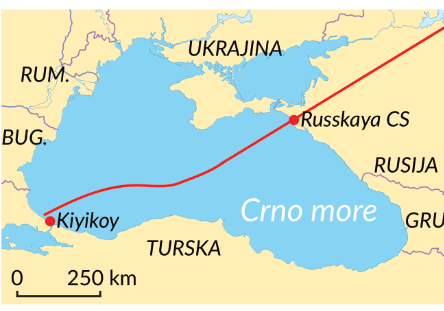 UKRAJINA
RUM.
Russkaya CS
BUG.
RUSIJA
Crno more
GRU
Kiyikoy
TURSKA
0 250 km